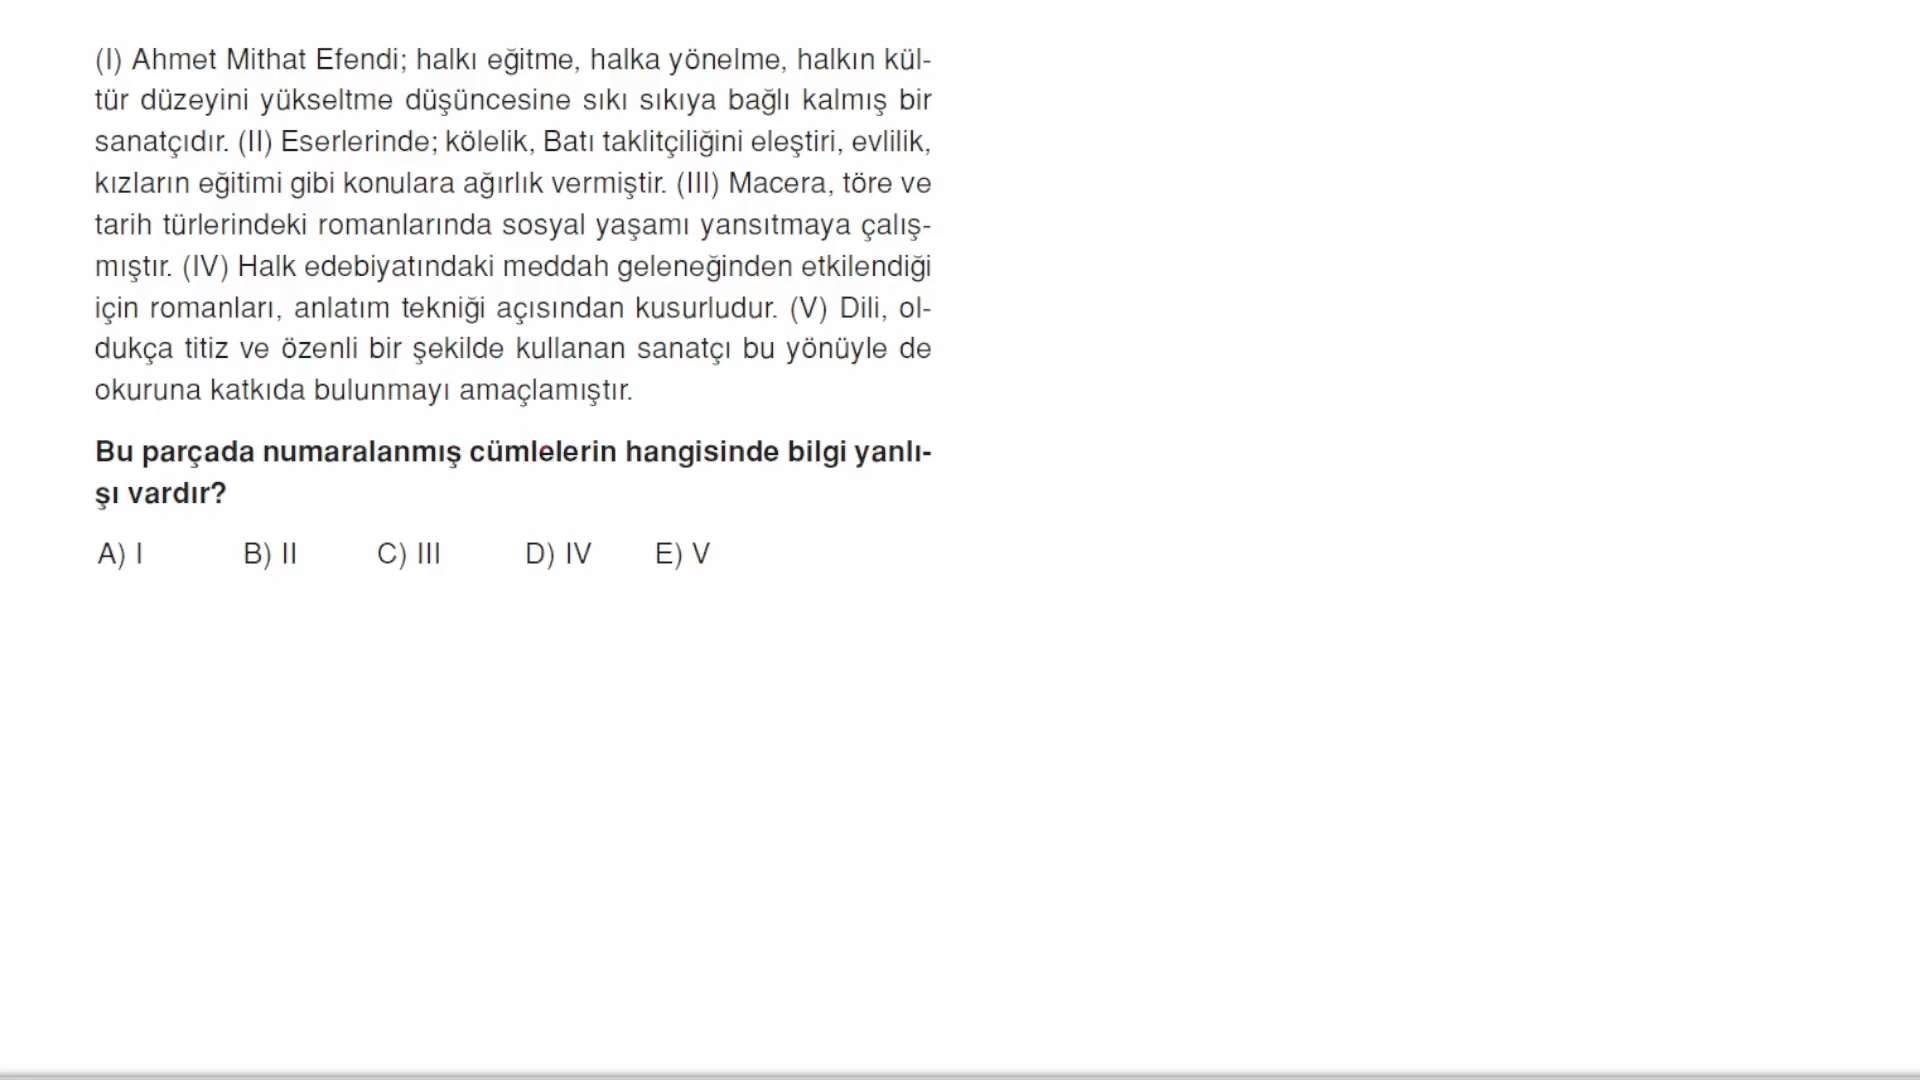 (I) Ahmet Mithat Efendi; halkı eğitme, halka yönelme, halkın kül-
tür düzeyini yükseltme düşüncesine sıkı sıkıya bağlı kalmış bir
sanatçıdır. (II) Eserlerinde; kölelik, Batı taklitçiliğini eleştiri, evlilik,
kızların eğitimi gibi konulara ağırlık vermiştir. (III) Macera, töre ve
tarih türlerindeki romanlarında sosyal yaşamı yansıtmaya çalış-
mıştır. (IV) Halk edebiyatındaki meddah geleneğinden etkilendiği
için romanları, anlatım tekniği açısından kusurludur. (V) Dili, ol-
dukça titiz ve özenli bir şekilde kullanan sanatçı bu yönüyle de
okuruna katkıda bulunmayı amaçlamıştır.
Bu parçada numaralanmış cümlelerin hangisinde bilgi yanlı-
şı vardır?
A) I B) II C) III D) IV E) V